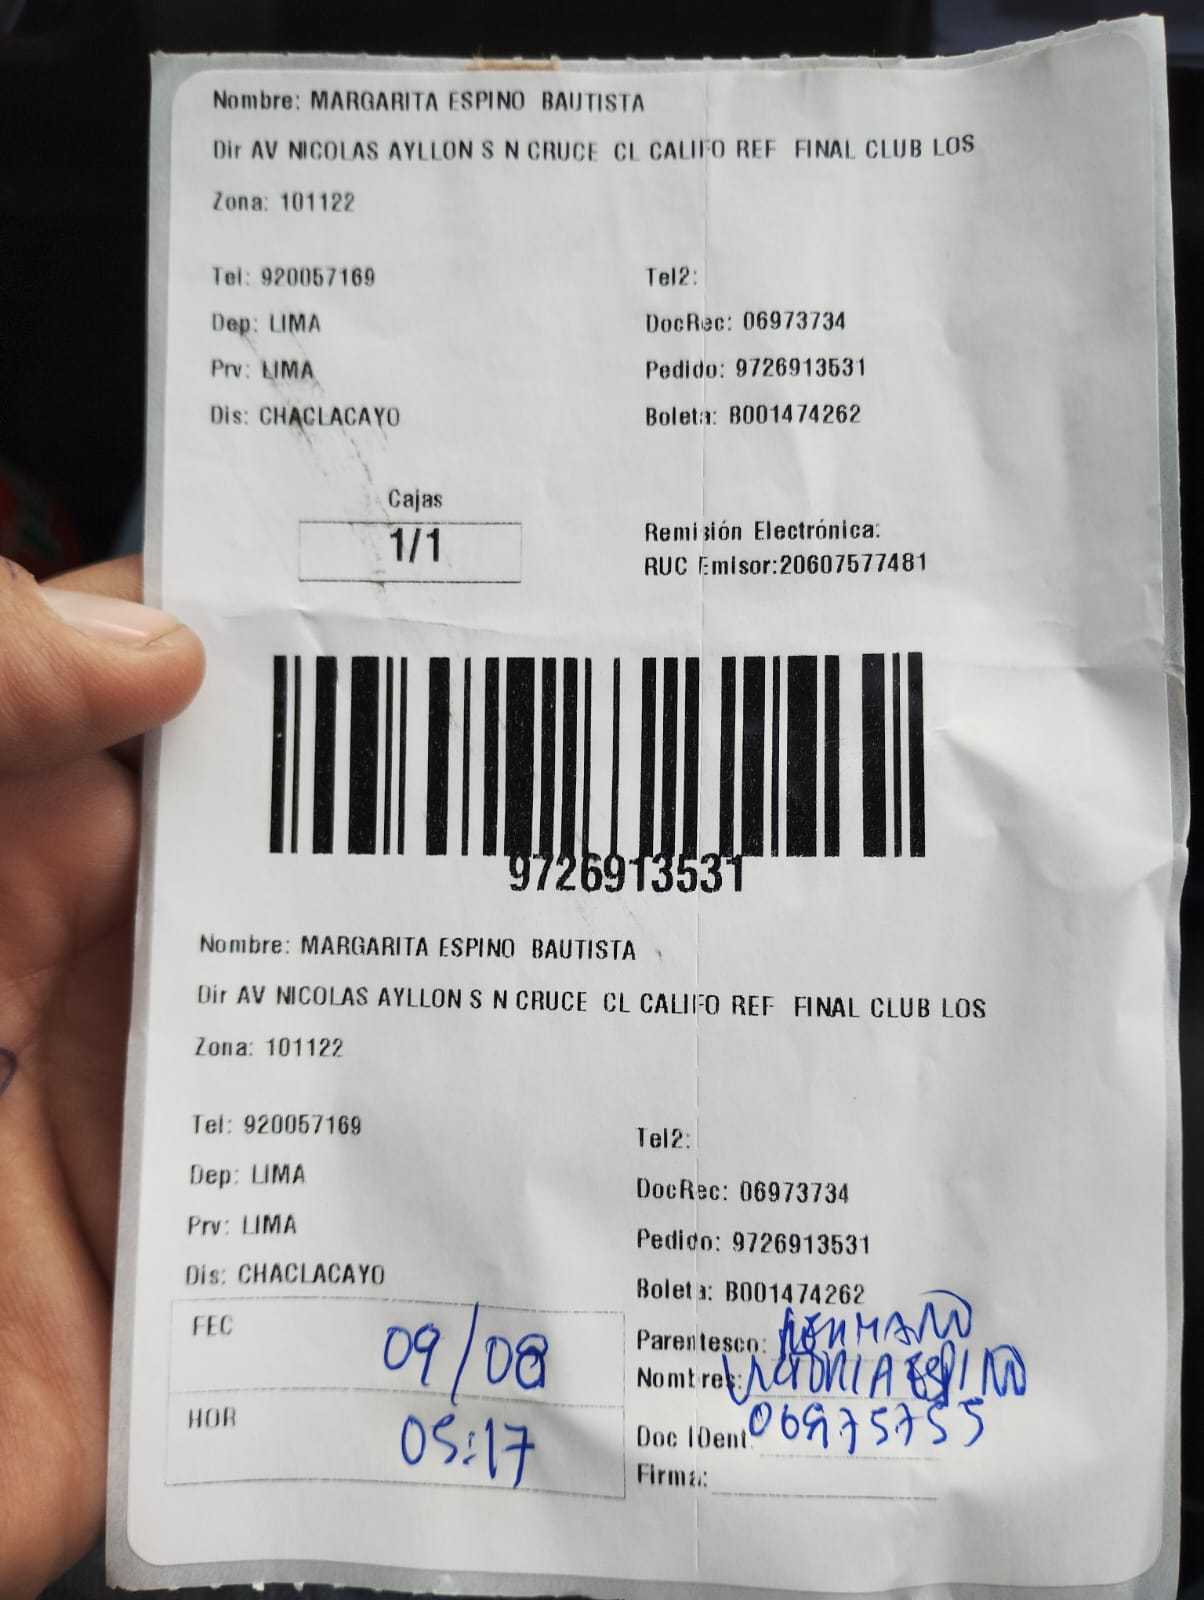 Nombre: MARGARITA ESPINO BAUTISTA
Dir AV NICOLAS AYLLON S N CRUCE CL CALIFO REF FINAL CLUB LOS
Zona: 101122
Tel: 920057169
Tel2:
Dep: LIMA
DocRec: 06973734
Prv: LIMA
Pedido: 9726913531
Dis: CHACLACAYO
Boleta: B001474262
Cajas
1/1
Remisión Electrónica:
RUC Emisor:20607577481
9726913531
Nombre: MARGARITA ESPINO BAUTISTA
Dir AV NICOLAS AYLLON S N CRUCE CL CALIFO REF FINAL CLUB LOS
Zona: 101122
Tel: 920057169
Tel2:
Dep: LIMA
DocRec: 06973734
Prv: LIMA
Pedido: 9726913531
Dis: CHACLACAYO
Boleta: B001474262
FEC 09/08
Parentesco: HERMANO
Nombres: VICTORIA ESPINO
HOR 05:17
Doc IDent: 06975755
Firma: